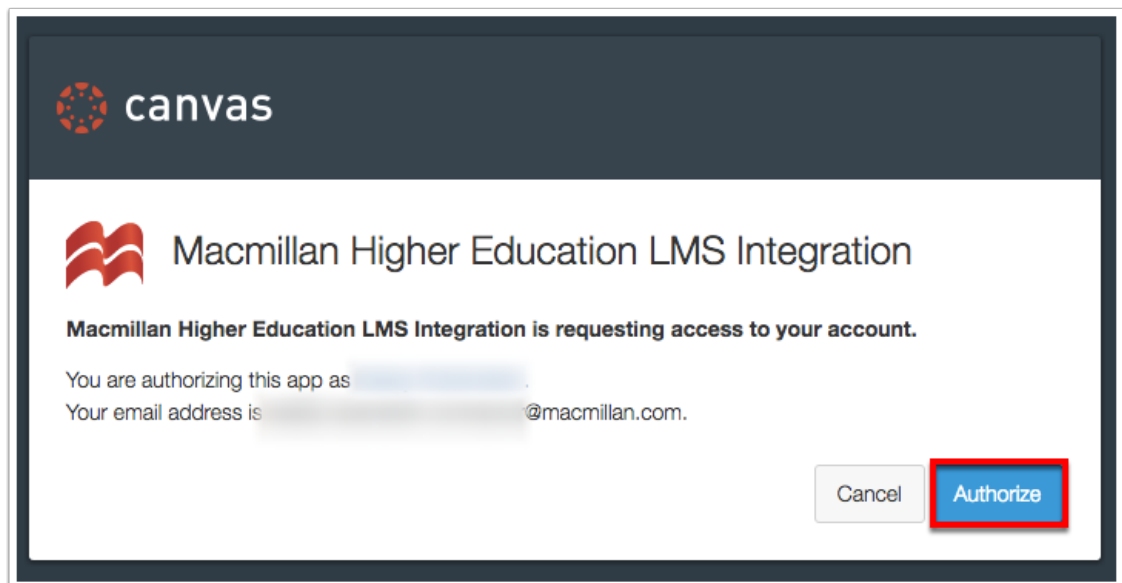 canvas
Macmillan Higher Education LMS Integration
Macmillan Higher Education LMS Integration is requesting access to your account.
You are authorizing this app as .
Your email address is @macmillan.com.
Cancel Authorize